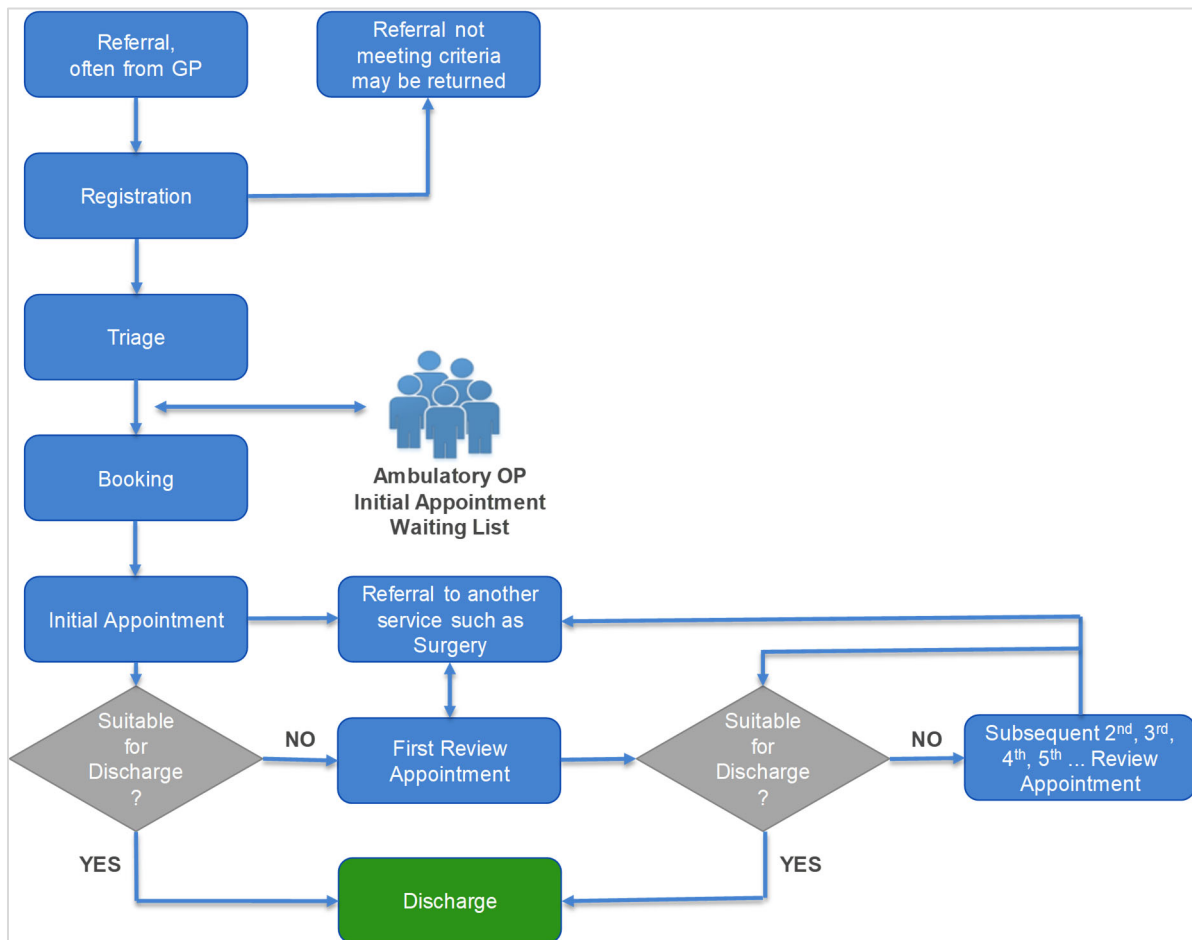 Referral,
often from GP
Referral not
meeting criteria
may be returned
Registration
Triage
Ambulatory OP
Initial Appointment
Waiting List
Booking
Initial Appointment
Referral to another
service such as
Surgery
Suitable
for
Discharge
?
NO
First Review
Appointment
Suitable
for
Discharge
?
NO
Subsequent 2nd, 3rd,
4th, 5th ... Review
Appointment
YES
YES
Discharge